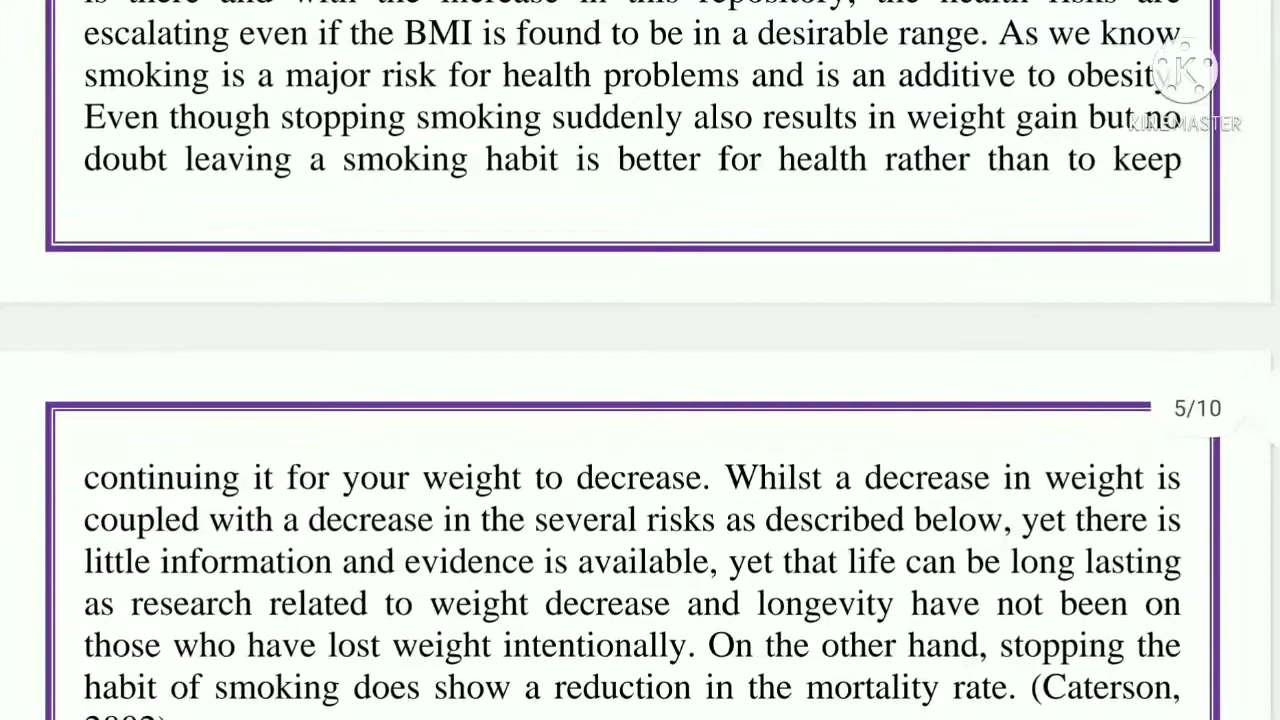 escalating even if the BMI is found to be in a desirable range. As we know
smoking is a major risk for health problems and is an additive to obesity.
Even though stopping smoking suddenly also results in weight gain but no
doubt leaving a smoking habit is better for health rather than to keep
KINEMASTER
5/10
continuing it for your weight to decrease. Whilst a decrease in weight is
coupled with a decrease in the several risks as described below, yet there is
little information and evidence is available, yet that life can be long lasting
as research related to weight decrease and longevity have not been on
those who have lost weight intentionally. On the other hand, stopping the
habit of smoking does show a reduction in the mortality rate. (Caterson,